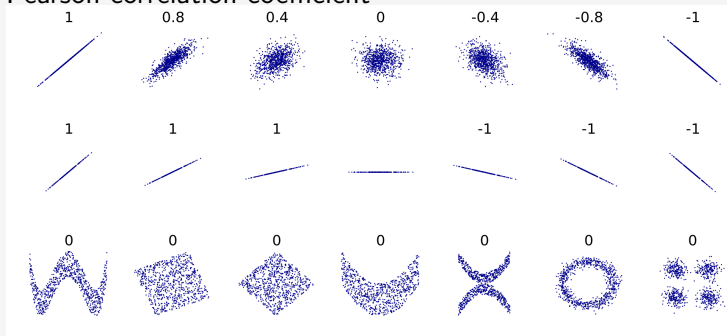 Pearson correlation coefficient
1 0.8 0.4 0 -0.4 -0.8 -1
1 1 1 -1 -1 -1
0 0 0 0 0 0 0